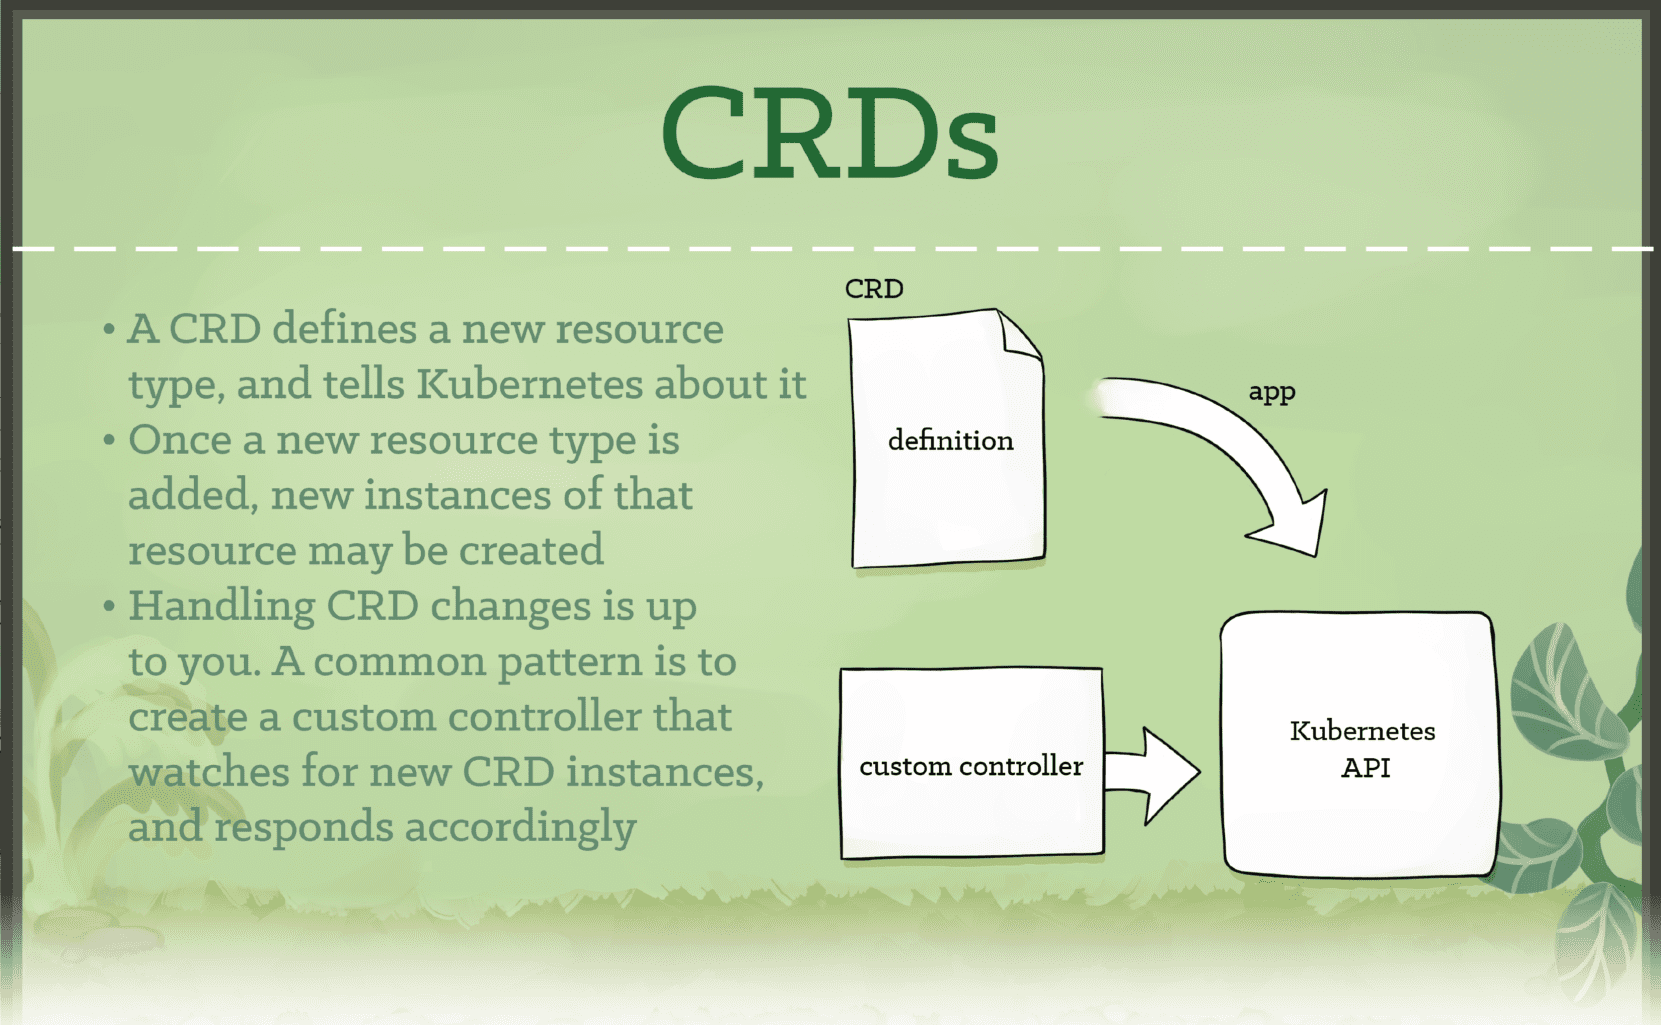 CRDs
• A CRD defines a new resource
type, and tells Kubernetes about it
• Once a new resource type is
added, new instances of that
resource may be created
• Handling CRD changes is up
to you. A common pattern is to
create a custom controller that
watches for new CRD instances,
and responds accordingly
CRD
definition
app
custom controller
Kubernetes
API